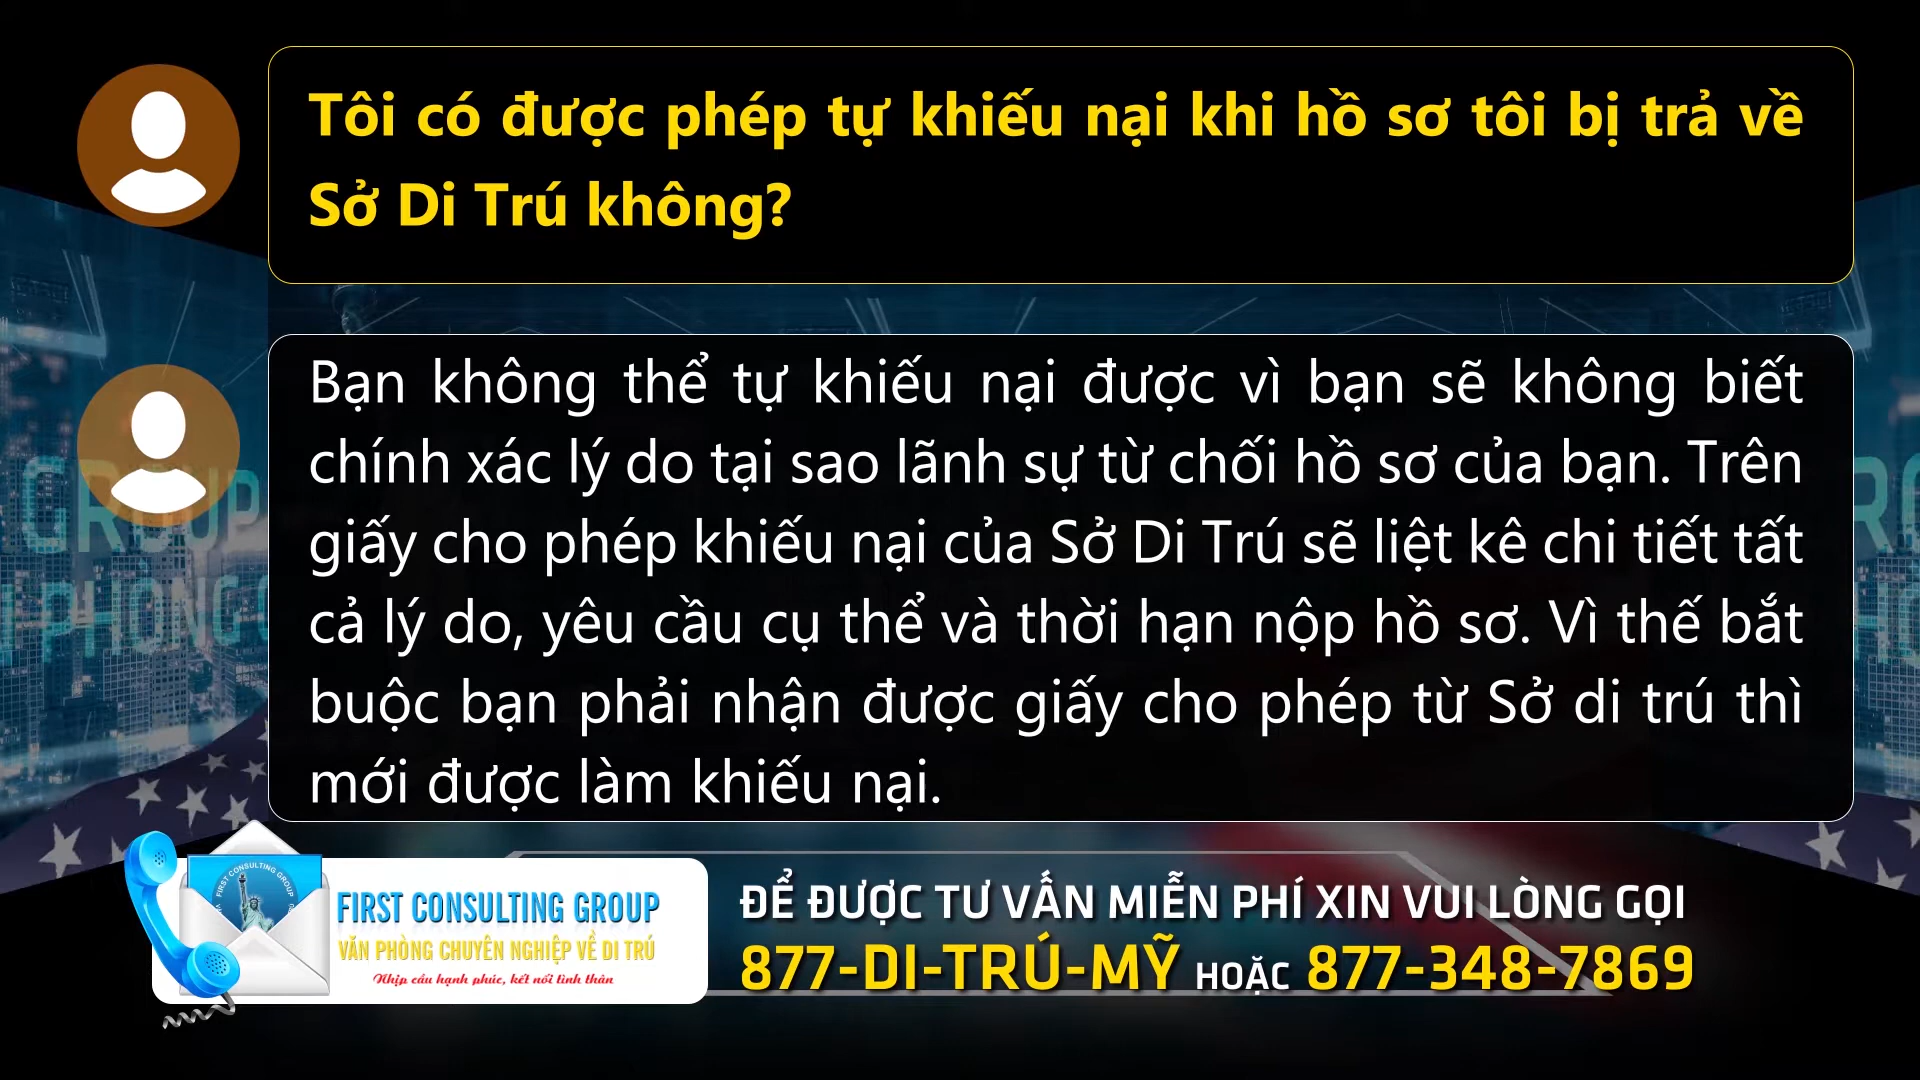 Tôi có được phép tự khiếu nại khi hồ sơ tôi bị trả về
Sở Di Trú không?
Bạn không thể tự khiếu nại được vì bạn sẽ không biết
chính xác lý do tại sao lãnh sự từ chối hồ sơ của bạn. Trên
giấy cho phép khiếu nại của Sở Di Trú sẽ liệt kê chi tiết tất
cả lý do, yêu cầu cụ thể và thời hạn nộp hồ sơ. Vì thế bắt
buộc bạn phải nhận được giấy cho phép từ Sở di trú thì
mới được làm khiếu nại.
GROUP
PHÒNG
FIRST CONSULTING GROUP
FIRST CONSULTING GROUP
VĂN PHÒNG CHUYÊN NGHIỆP VỀ DI TRÚ
Nhịp cầu hạnh phúc, kết nối tình thân
ĐỂ ĐƯỢC TƯ VẤN MIỄN PHÍ XIN VUI LÒNG GỌI
877-DI-TRÚ-MỸ HOẶC 877-348-7869